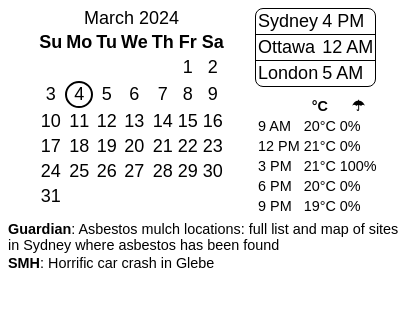 March 2024
Su Mo Tu We Th Fr Sa
1 2
3 4 5 6 7 8 9
10 11 12 13 14 15 16
17 18 19 20 21 22 23
24 25 26 27 28 29 30
31
Sydney 4 PM
Ottawa 12 AM
London 5 AM
°C ☂
9 AM 20°C 0%
12 PM 21°C 0%
3 PM 21°C 100%
6 PM 20°C 0%
9 PM 19°C 0%
Guardian: Asbestos mulch locations: full list and map of sites
in Sydney where asbestos has been found
SMH: Horrific car crash in Glebe